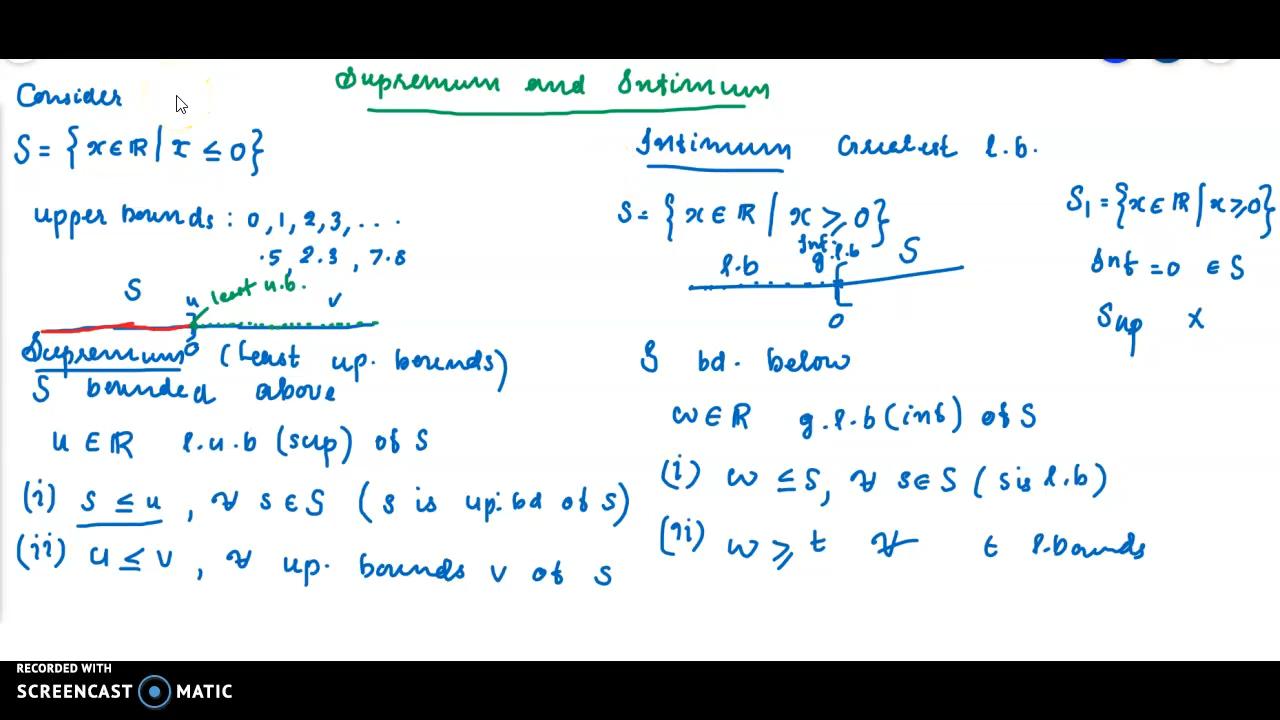 Supremum and Infimum
Consider
S = {x ∈ ℝ | x ≤ 0}
upper bounds : 0, 1, 2, 3, ...
.5, 2.3, 7.8
S u least u.b. v
0
Supremum (least up. bounds)
S bounded above
u ∈ ℝ l.u.b (sup) of S
(i) s ≤ u, ∀ s ∈ S (s is up. bd of s)
(ii) u ≤ v, ∀ up. bounds v of s
Infimum Greatest l.b.
S = {x ∈ ℝ | x ≥ 0}
Inf
l.b g.l.b S
0
S bd. below
w ∈ ℝ g.l.b (inf) of S
(i) w ≤ S, ∀ s ∈ S (s is l.b)
(ii) w ≥ t ∀ t l.bounds
S₁ = {x ∈ ℝ | x ≥ 0}
Inf = 0 ∈ S
Sup ×
RECORDED WITH
SCREENCAST MATIC